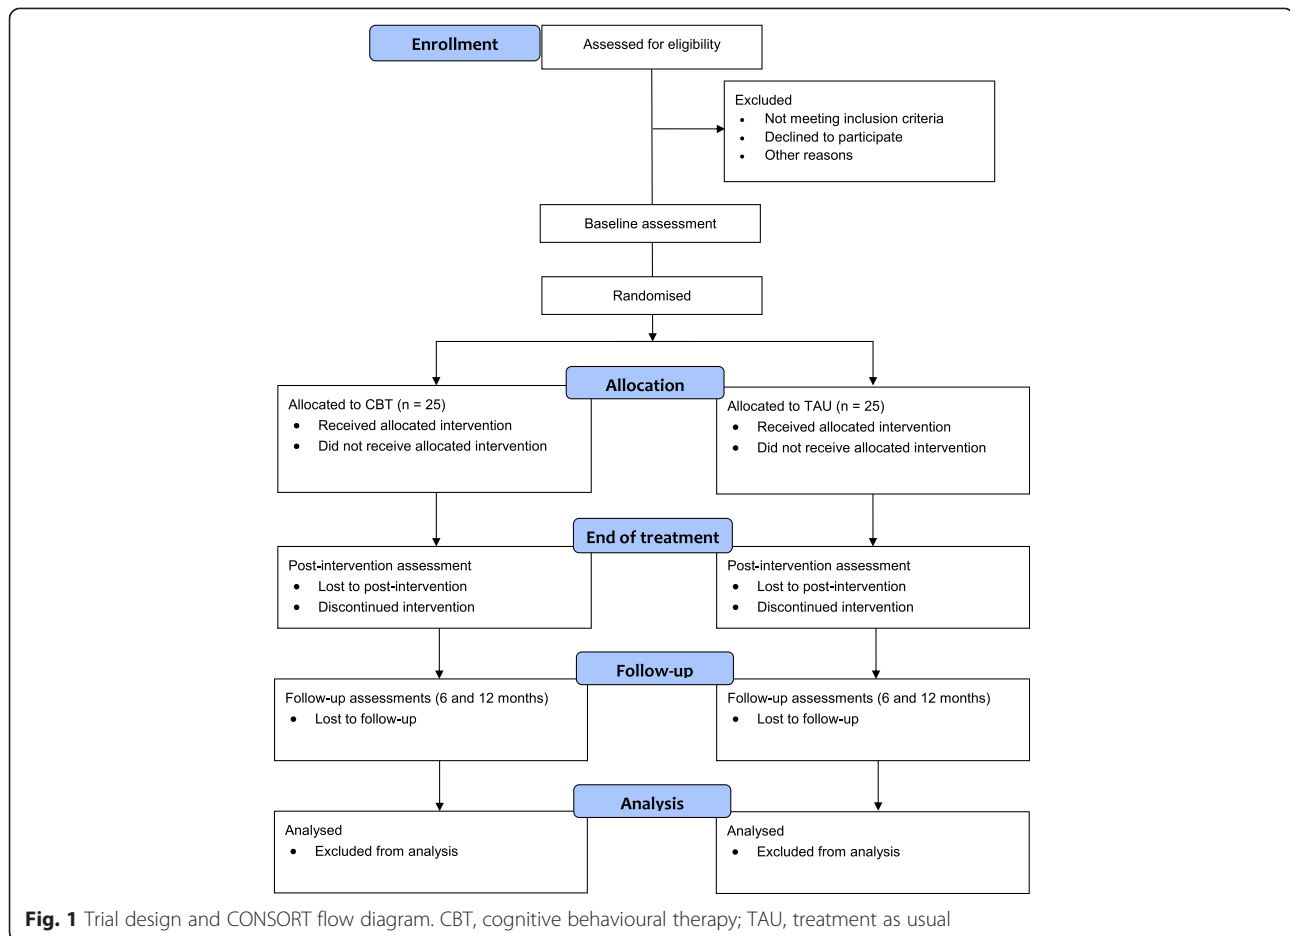 Enrollment
Assessed for eligibility
Excluded
• Not meeting inclusion criteria
• Declined to participate
• Other reasons
Baseline assessment
Randomised
Allocation
Allocated to CBT (n = 25)
• Received allocated intervention
• Did not receive allocated intervention
Allocated to TAU (n = 25)
• Received allocated intervention
• Did not receive allocated intervention
End of treatment
Post-intervention assessment
• Lost to post-intervention
• Discontinued intervention
Post-intervention assessment
• Lost to post-intervention
• Discontinued intervention
Follow-up
Follow-up assessments (6 and 12 months)
• Lost to follow-up
Follow-up assessments (6 and 12 months)
• Lost to follow-up
Analysis
Analysed
• Excluded from analysis
Analysed
• Excluded from analysis
Fig. 1 Trial design and CONSORT flow diagram. CBT, cognitive behavioural therapy; TAU, treatment as usual